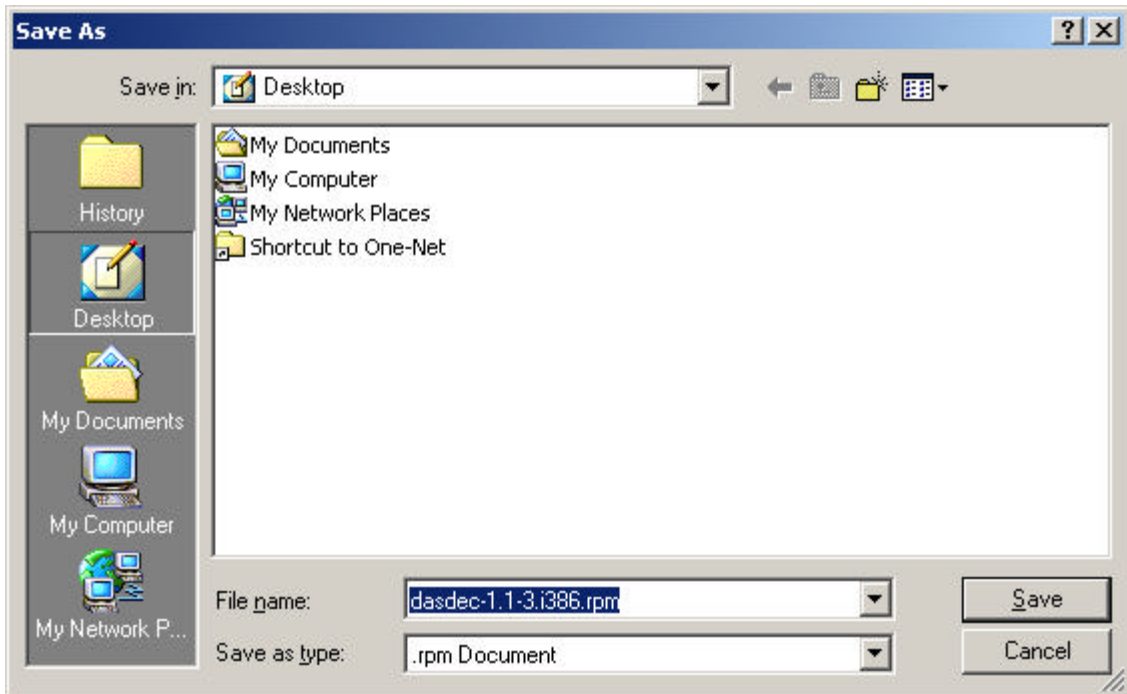 Save As
Save in: Desktop
My Documents
My Computer
My Network Places
Shortcut to One-Net
History
Desktop
My Documents
My Computer
My Network P...
File name: dasdec-1.1-3.i386.rpm Save
Save as type: .rpm Document Cancel